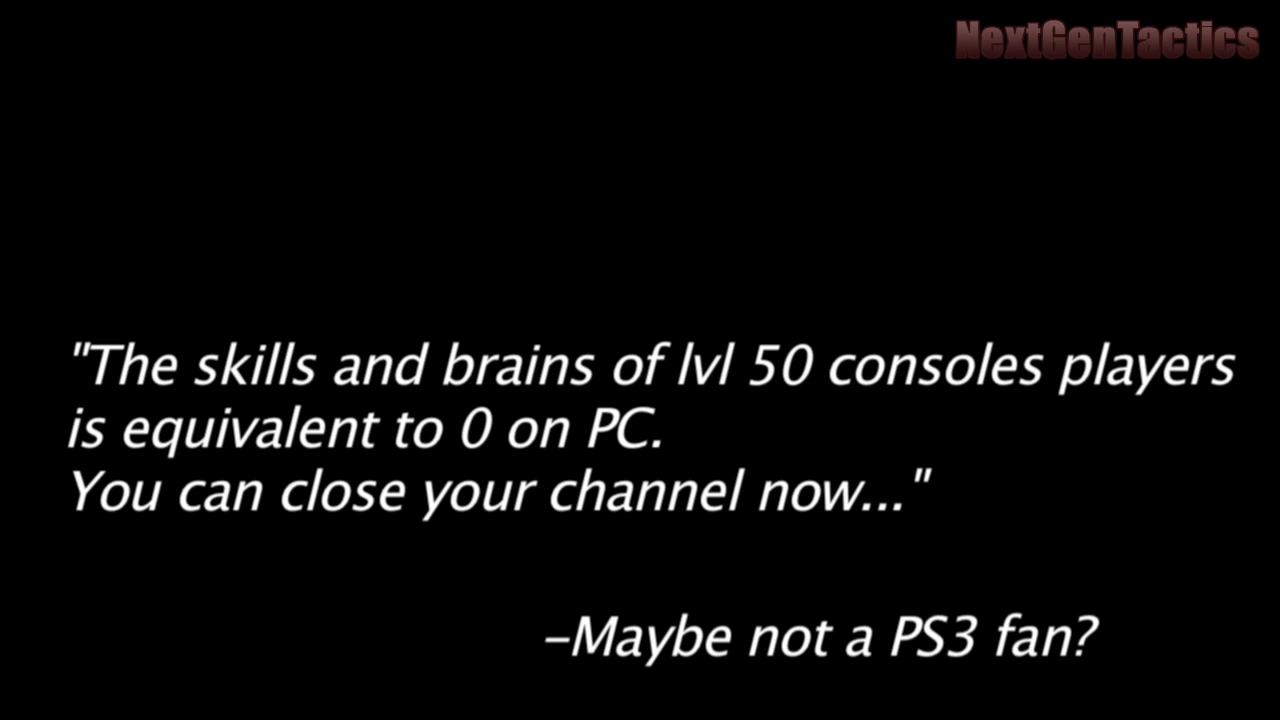 NextGenTactics
"The skills and brains of lvl 50 consoles players
is equivalent to 0 on PC.
You can close your channel now..."
–Maybe not a PS3 fan?